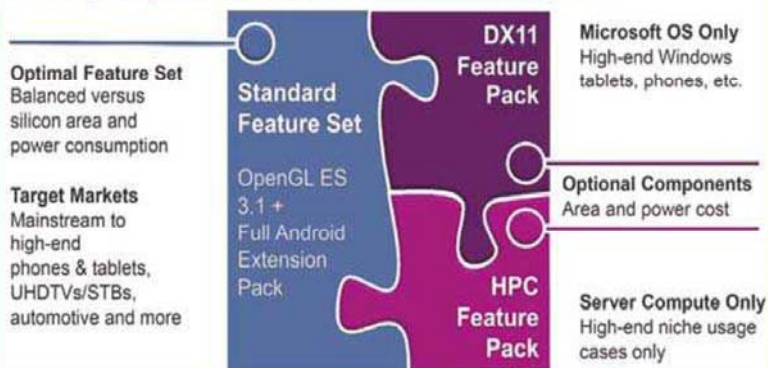 Optimal Feature Set
Balanced versus
silicon area and
power consumption
Target Markets
Mainstream to
high-end
phones & tablets,
UHDTVs/STBs,
automotive and more
Standard
Feature Set
OpenGL ES
3.1 +
Full Android
Extension
Pack
DX11
Feature
Pack
HPC
Feature
Pack
Microsoft OS Only
High-end Windows
tablets, phones, etc.
Optional Components
Area and power cost
Server Compute Only
High-end niche usage
cases only